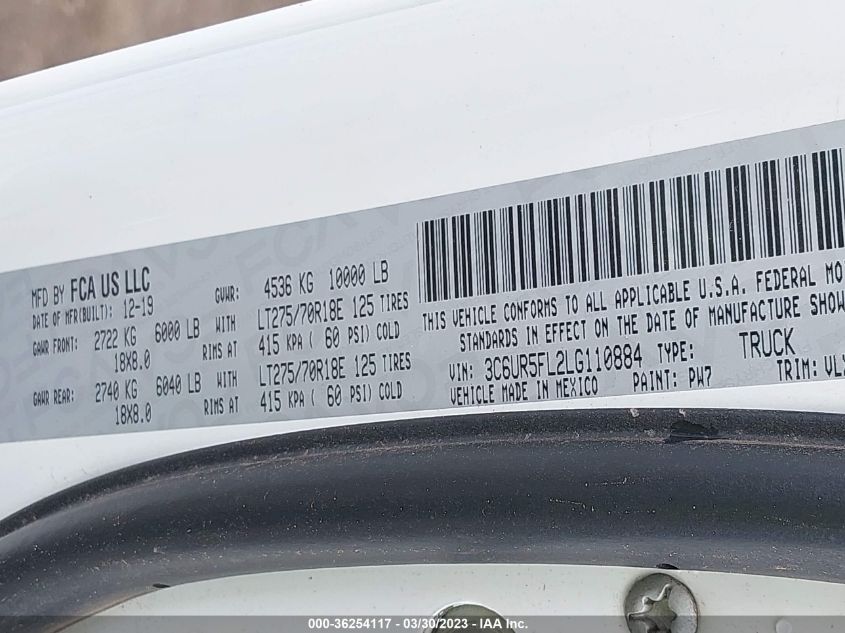 MFD BY FCA US LLC
DATE OF MFR(BUILT): 12-19 GVWR: 4536 KG 10000 LB
GAWR FRONT: 2722 KG 6000 LB WITH LT275/70R18E 125 TIRES
18X8.0 RIMS AT 415 KPA ( 60 PSI) COLD
GAWR REAR: 2740 KG 6040 LB WITH LT275/70R18E 125 TIRES
18X8.0 RIMS AT 415 KPA ( 60 PSI) COLD
THIS VEHICLE CONFORMS TO ALL APPLICABLE U.S.A. FEDERAL MO
STANDARDS IN EFFECT ON THE DATE OF MANUFACTURE SHOW
VIN: 3C6UR5FL2LG110884 TYPE: TRUCK
VEHICLE MADE IN MEXICO PAINT: PW7 TRIM: VLX
000-36254117 - 03/30/2023 - IAA Inc.